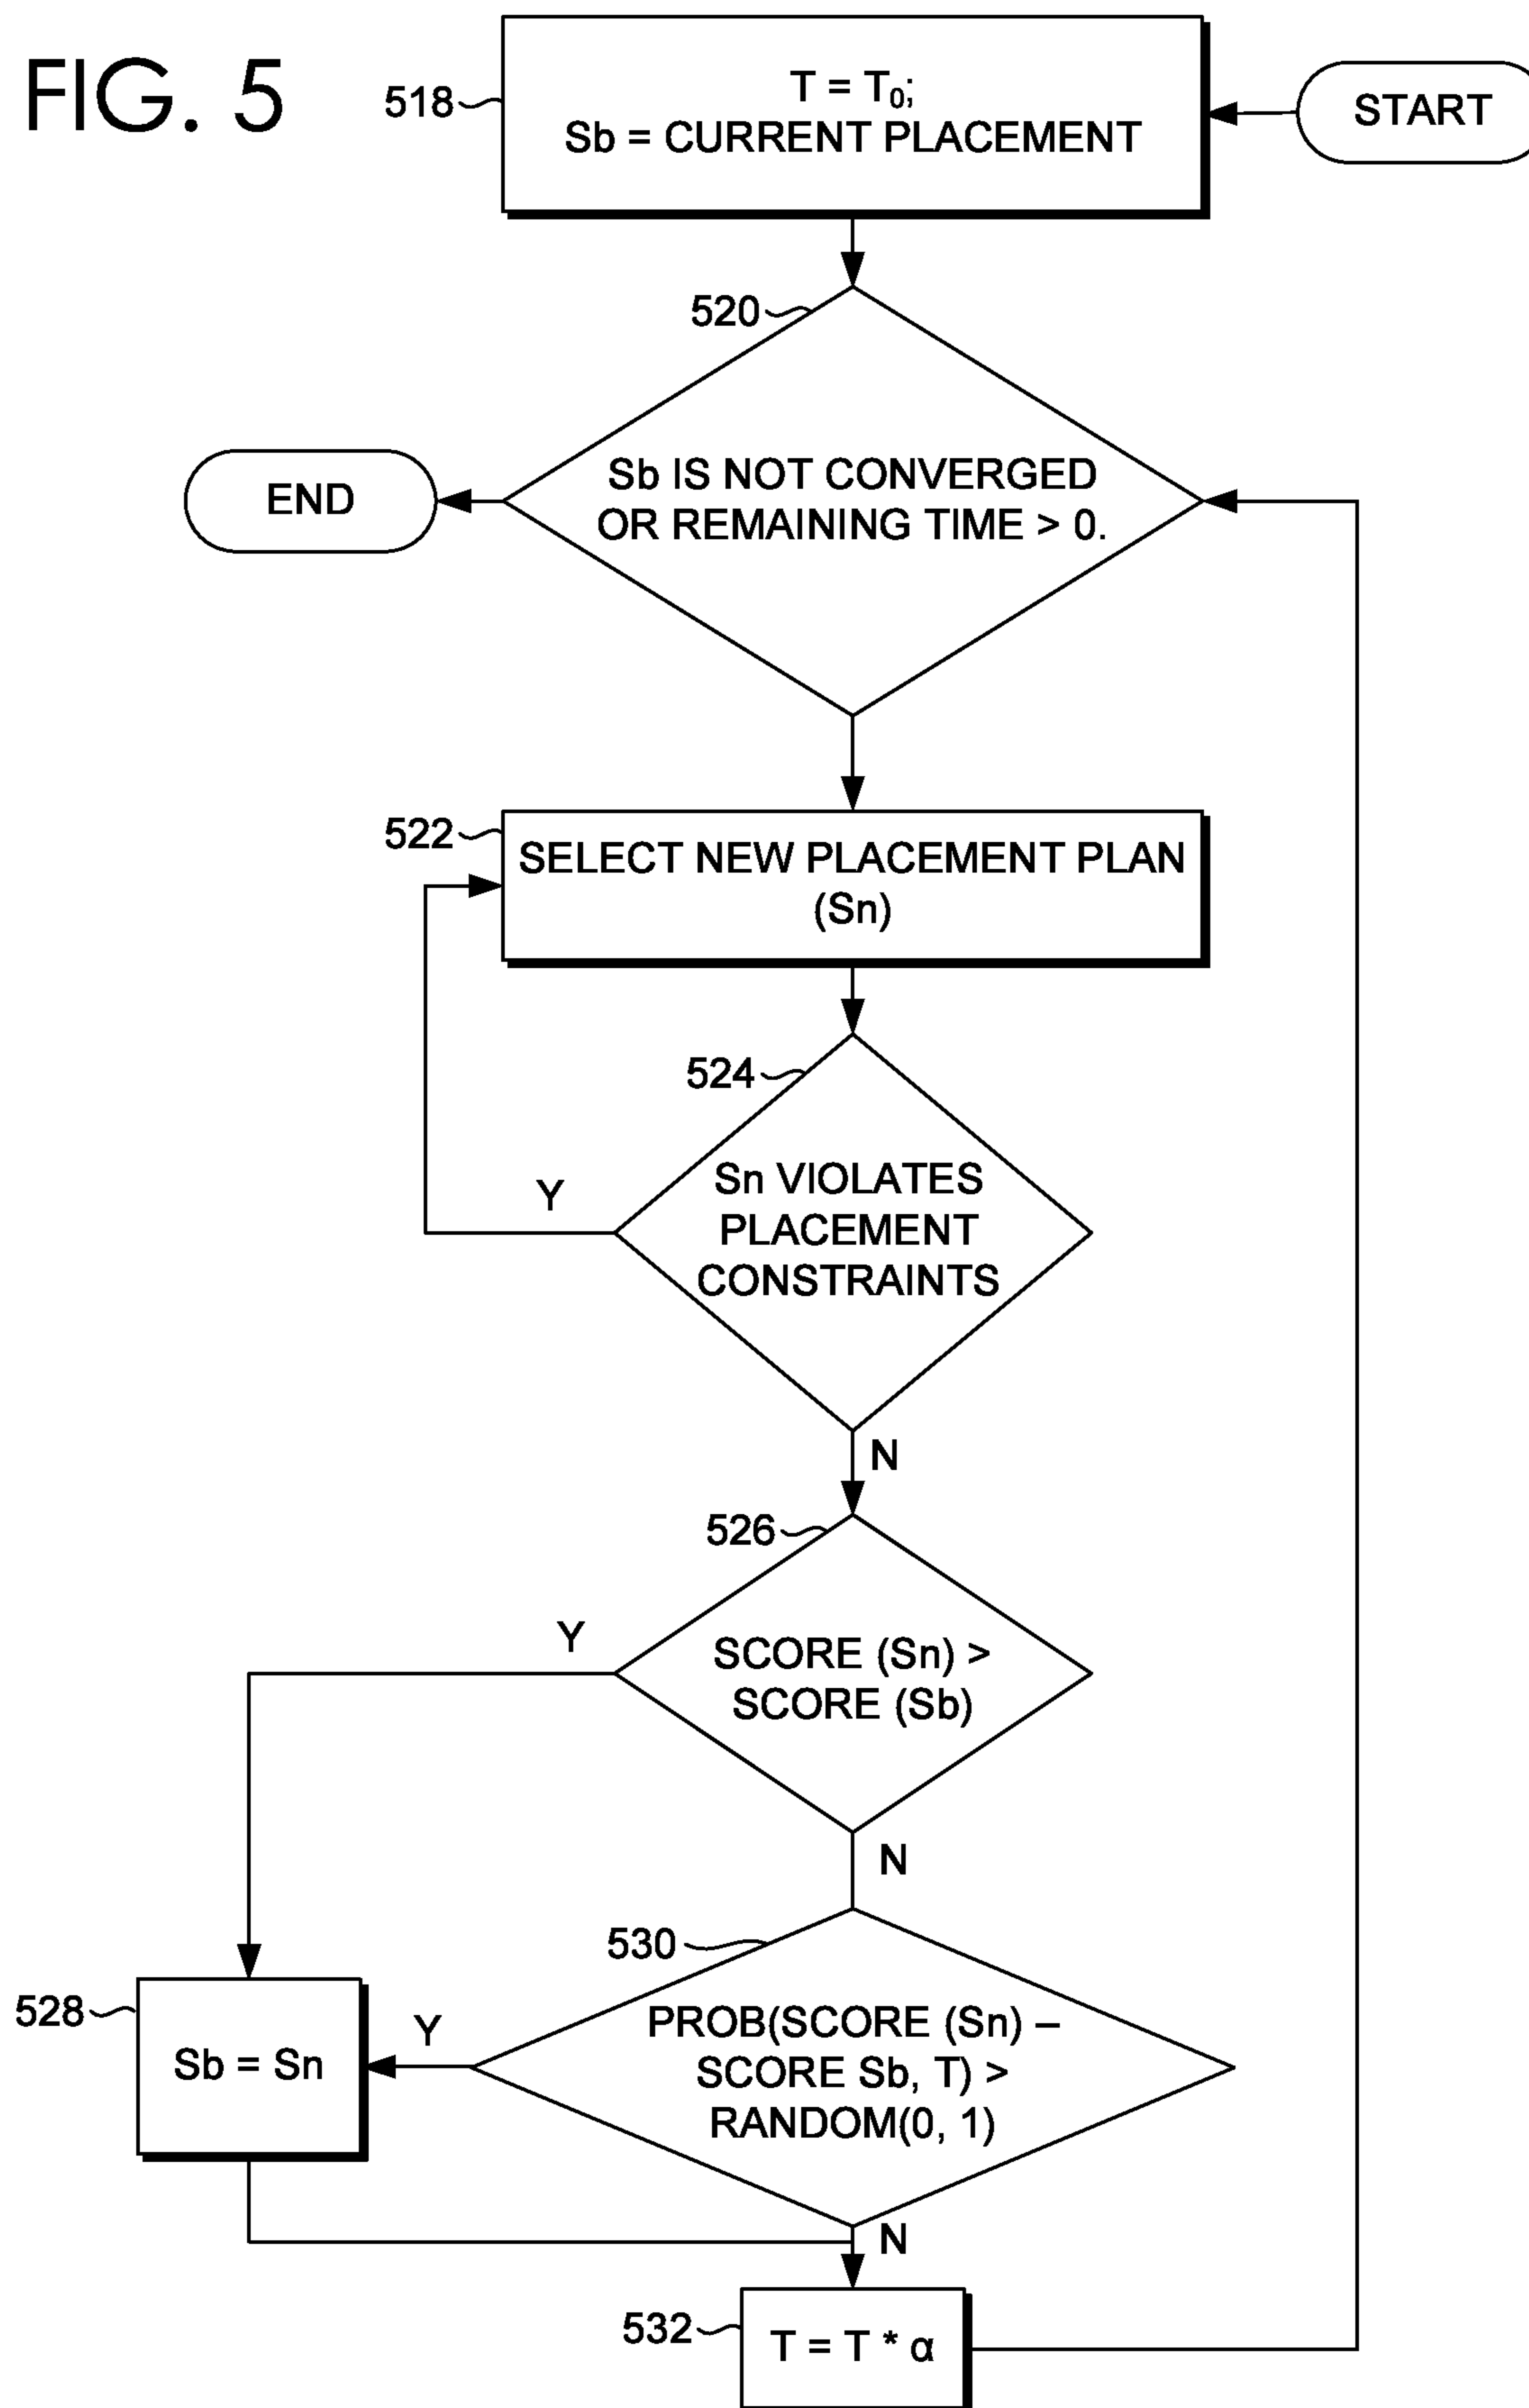 FIG. 5
518
T = T₀;
Sb = CURRENT PLACEMENT
START
520
Sb IS NOT CONVERGED
OR REMAINING TIME > 0.
END
522
SELECT NEW PLACEMENT PLAN
(Sn)
524
Sn VIOLATES
PLACEMENT
CONSTRAINTS
Y
N
526
SCORE (Sn) >
SCORE (Sb)
Y
N
530
PROB(SCORE (Sn) –
SCORE Sb, T) >
RANDOM(0, 1)
Y
528
Sb = Sn
N
532
T = T * α